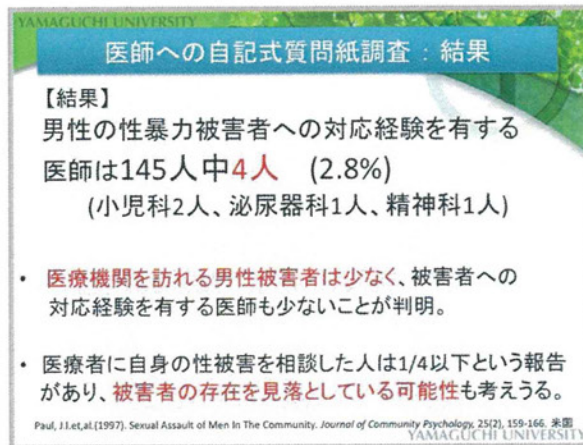 YAMAGUCHI UNIVERSITY
医師への自記式質問紙調査：結果
【結果】
男性の性暴力被害者への対応経験を有する
医師は145人中4人　(2.8%)
(小児科2人、泌尿器科1人、精神科1人)
・ 医療機関を訪れる男性被害者は少なく、被害者への
対応経験を有する医師も少ないことが判明。
・ 医療者に自身の性被害を相談した人は1/4以下という報告
があり、被害者の存在を見落としている可能性も考えうる。
Paul, J.l.et,al.(1997). Sexual Assault of Men In The Community. Journal of Community Psychology, 25(2), 159-166. 米国
YAMAGUCHI UNIVERSITY